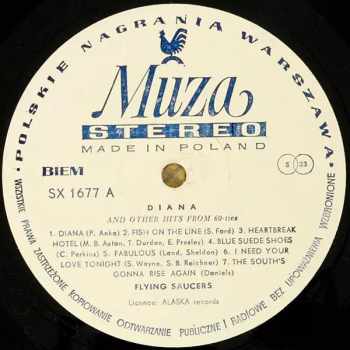 POLSKIE NAGRANIA WARSZAWA
Muza
STEREO
MADE IN POLAND
BIEM
S 33
SX 1677 A
DIANA
AND OTHER HITS FROM 60-ties
1. DIANA (P. Anka) 2. FISH ON THE LINE (S. Ford) 3. HEARTBREAK
HOTEL (M. B. Axton, T. Durdon, E. Presley) 4. BLUE SUEDE SHOES
(C. Perkins) 5. FABULOUS (Land, Sheldon) 6. I NEED YOUR
LOVE TONIGHT (S. Wayne, S. B. Reichner) 7. THE SOUTH'S
GONNA RISE AGAIN (Daniels)
FLYING SAUCERS
Licence: ALASKA records
WSZELKIE PRAWA ZASTRZEŻONE KOPIOWANIE ODTWARZANIE PUBLICZNE I RADIOWE BEZ UPOWAŻNIENIA WZBRONIONE